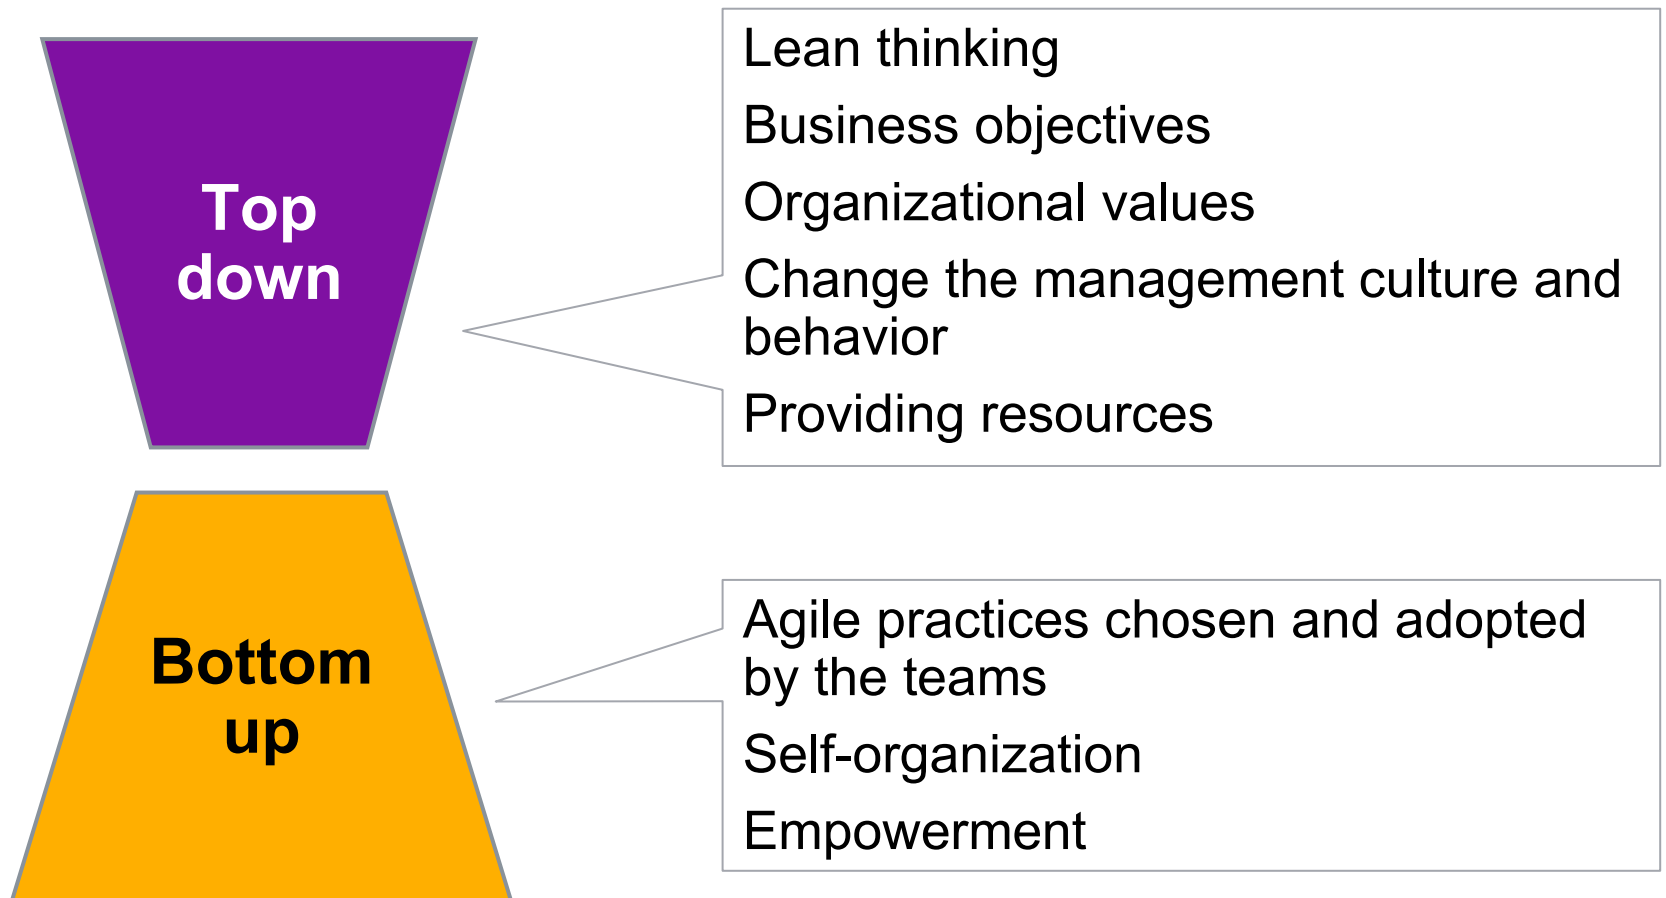 Top
down
Lean thinking
Business objectives
Organizational values
Change the management culture and
behavior
Providing resources
Bottom
up
Agile practices chosen and adopted
by the teams
Self-organization
Empowerment